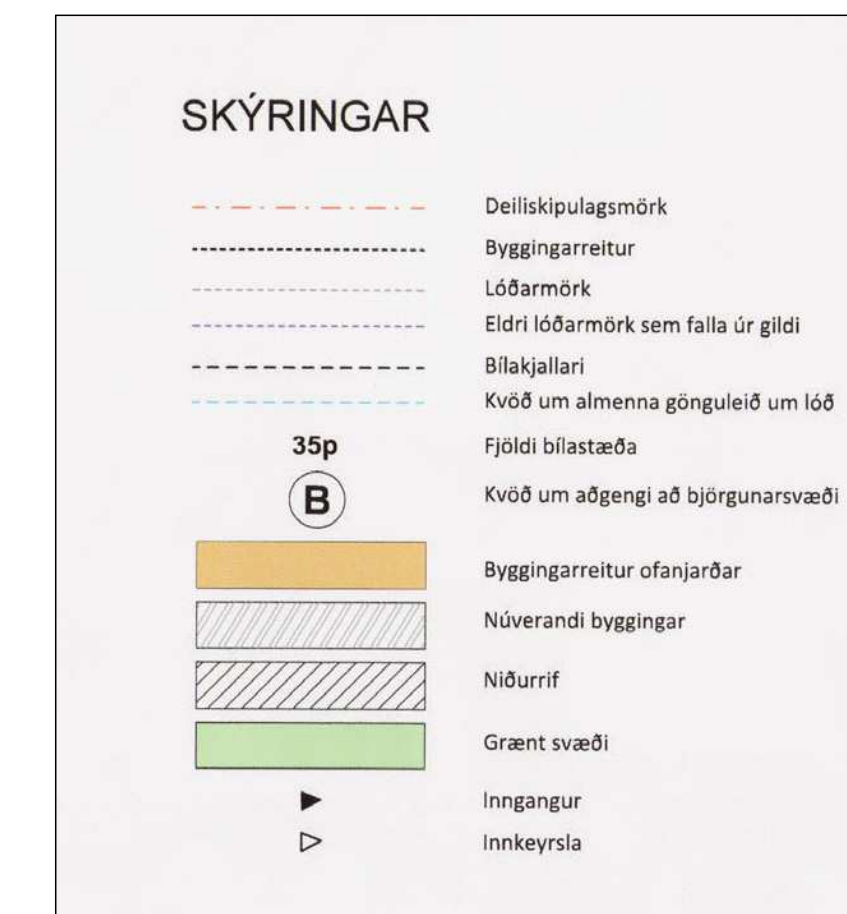 SKÝRINGAR
Deiliskipulagsmörk
Byggingarreitur
Lóðarmörk
Eldri lóðarmörk sem falla úr gildi
Bílakjallari
Kvöð um almenna gönguleið um lóð
35p Fjöldi bílastæða
B Kvöð um aðgengi að björgunarsvæði
Byggingarreitur ofanjarðar
Núverandi byggingar
Niðurrif
Grænt svæði
Inngangur
Innkeyrsla